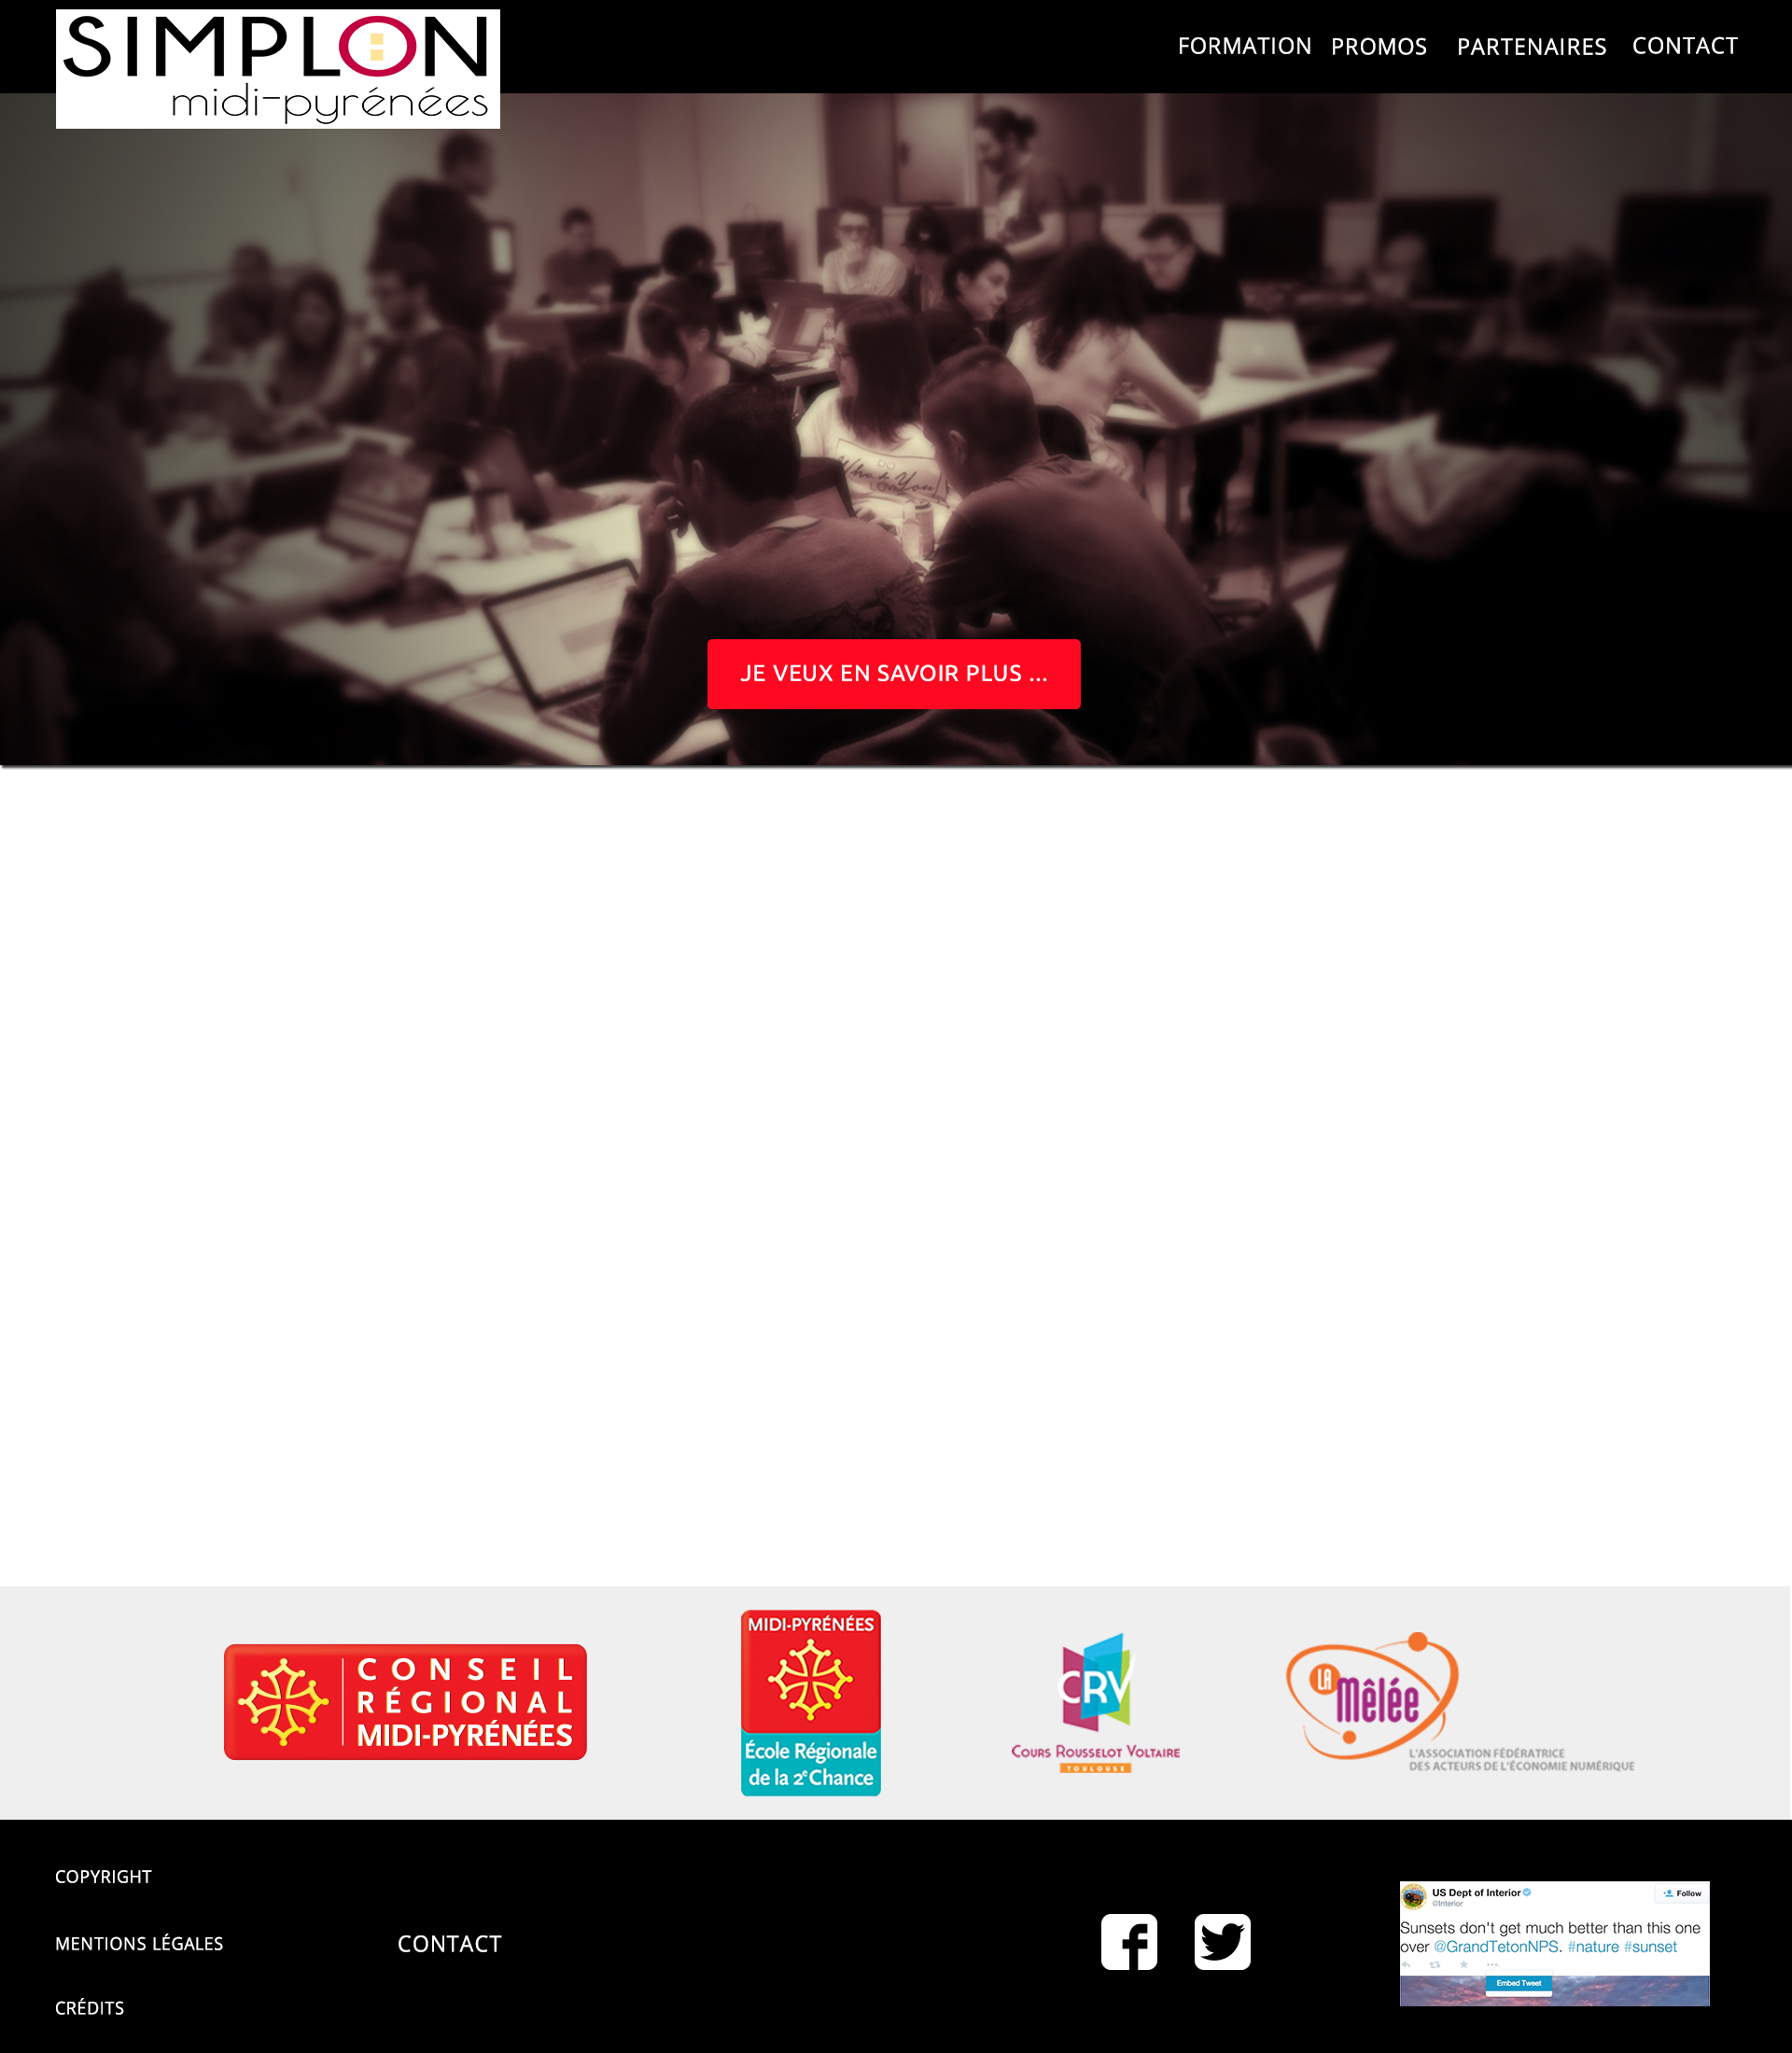 SIMPLON
midi-pyrénées
FORMATION PROMOS PARTENAIRES CONTACT
JE VEUX EN SAVOIR PLUS ...
CONSEIL
RÉGIONAL
MIDI-PYRÉNÉES
MIDI-PYRÉNÉES
École Régionale
de la 2e Chance
CRV
COURS ROUSSELOT VOLTAIRE
TOULOUSE
LA
Mêlée
L'ASSOCIATION FÉDÉRATRICE
DES ACTEURS DE L'ÉCONOMIE NUMÉRIQUE
COPYRIGHT
MENTIONS LÉGALES
CRÉDITS
CONTACT
US Dept of Interior
@Interior
Follow
Sunsets don't get much better than this one
over @GrandTetonNPS. #nature #sunset
Embed Tweet